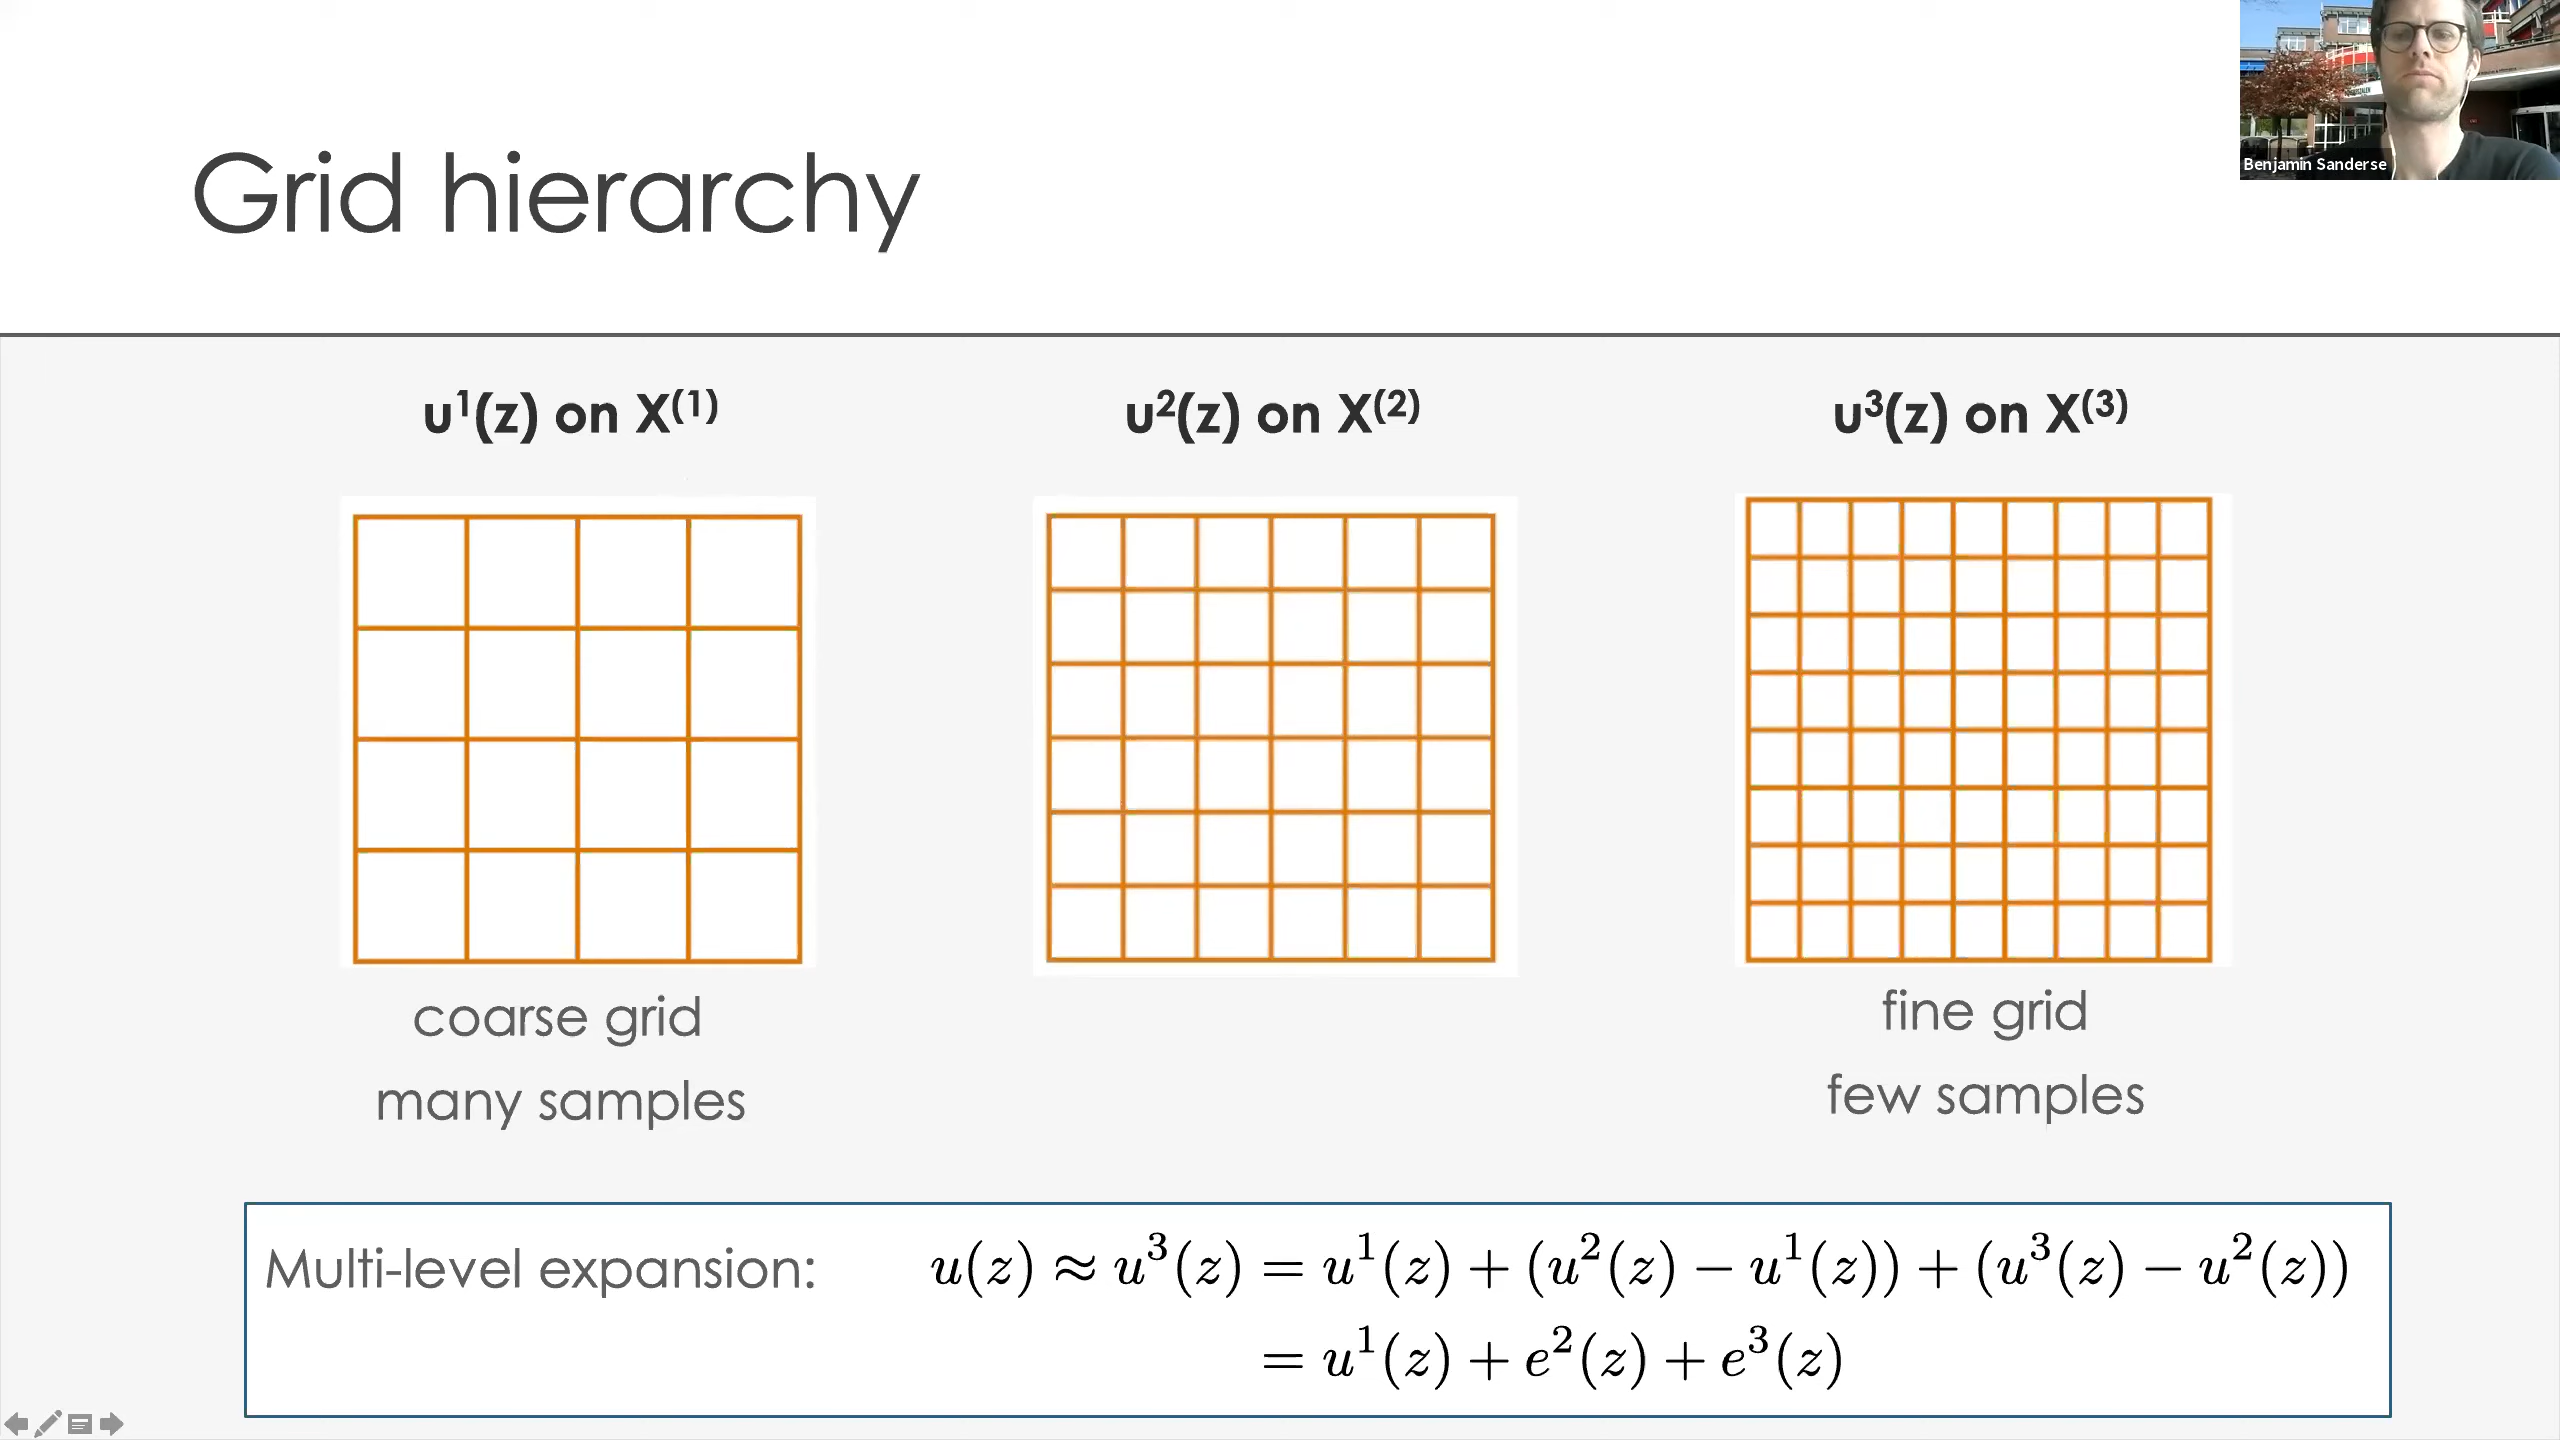 Benjamin Sanderse
Grid hierarchy
u¹(z) on X⁽¹⁾
u²(z) on X⁽²⁾
u³(z) on X⁽³⁾
coarse grid
many samples
fine grid
few samples
Multi-level expansion: u(z) ≈ u³(z) = u¹(z) + (u²(z) − u¹(z)) + (u³(z) − u²(z))
= u¹(z) + e²(z) + e³(z)